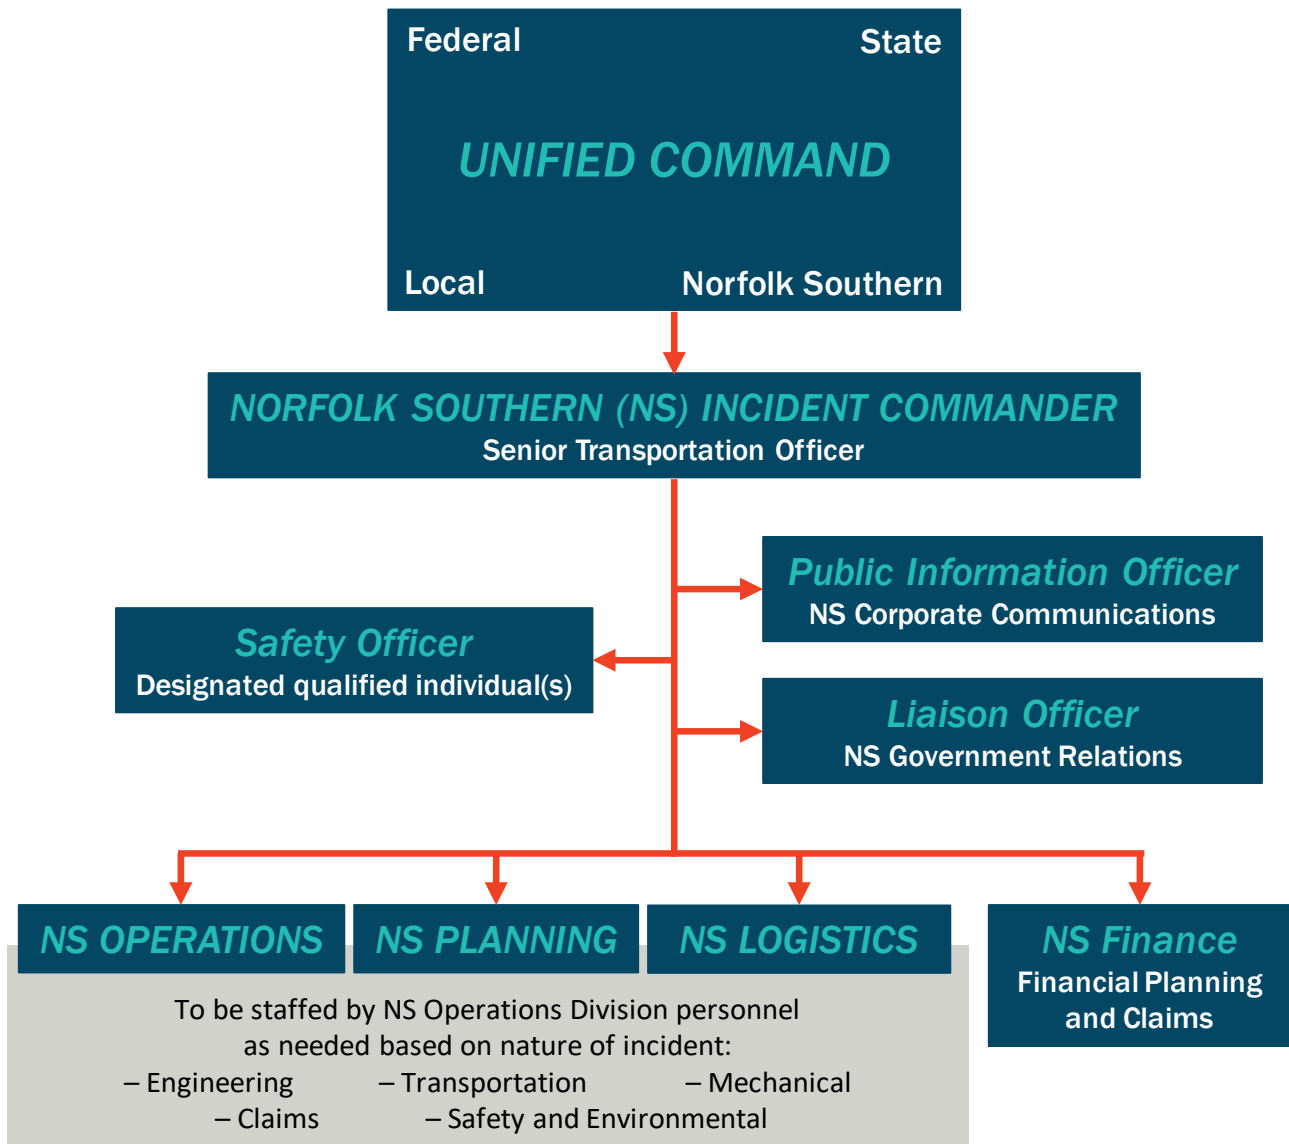 Federal
State
UNIFIED COMMAND
Local
Norfolk Southern
NORFOLK SOUTHERN (NS) INCIDENT COMMANDER
Senior Transportation Officer
Public Information Officer
NS Corporate Communications
Safety Officer
Designated qualified individual(s)
Liaison Officer
NS Government Relations
NS OPERATIONS
NS PLANNING
NS LOGISTICS
NS Finance
Financial Planning
and Claims
To be staffed by NS Operations Division personnel
as needed based on nature of incident:
– Engineering – Transportation – Mechanical
– Claims – Safety and Environmental